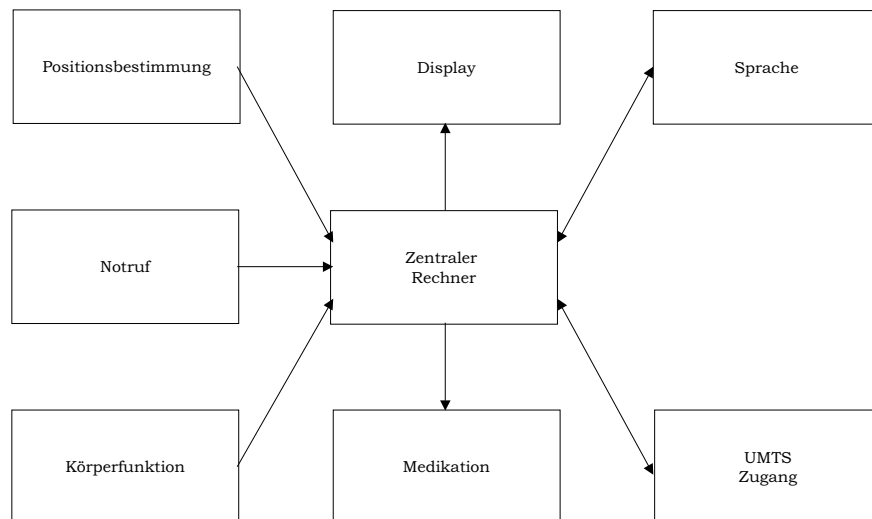 Positionsbestimmung
Display
Sprache
Notruf
Zentraler
Rechner
Körperfunktion
Medikation
UMTS
Zugang